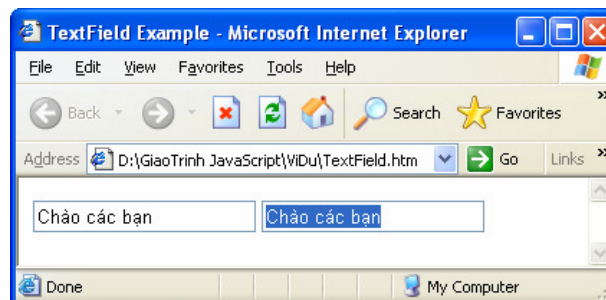 TextField Example - Microsoft Internet Explorer
File Edit View Favorites Tools Help
Back Search Favorites »
Address D:\GiaoTrinh JavaScript\ViDu\TextField.htm Go Links »
Chào các bạn Chào các bạn
Done My Computer